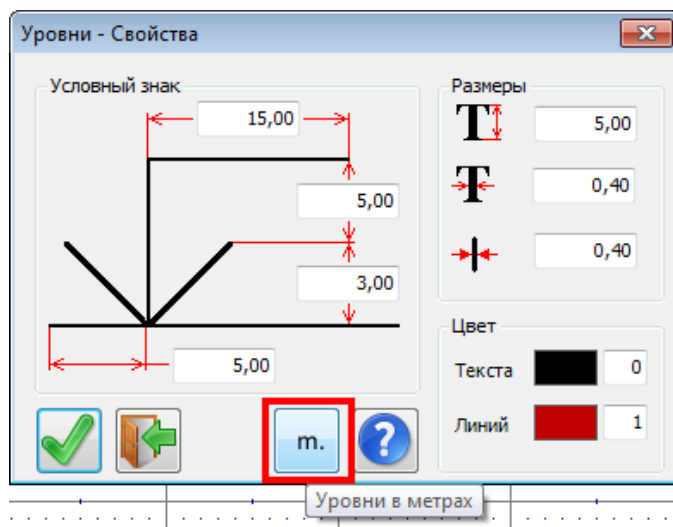 Уровни - Свойства
Условный знак
15,00
5,00
3,00
5,00
Размеры
T 5,00
T 0,40
0,40
Цвет
Текста 0
Линий 1
m.
?
Уровни в метрах